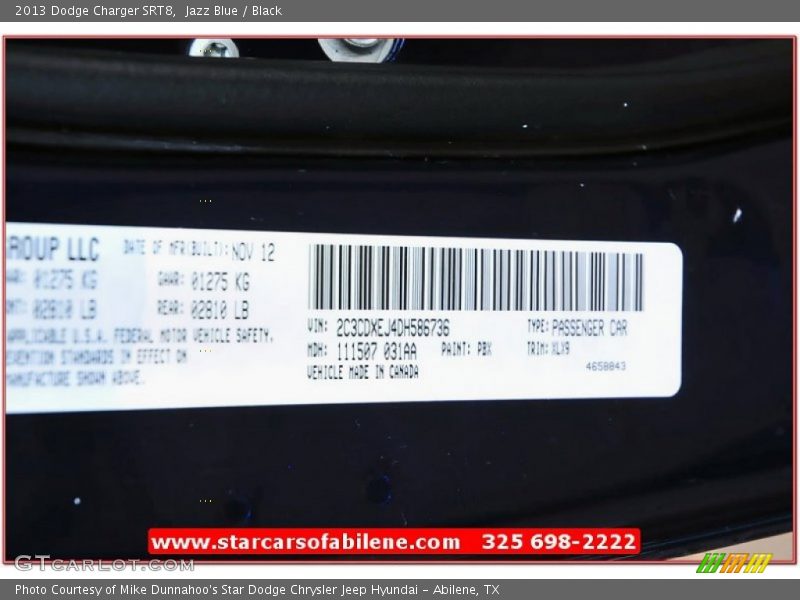 2013 Dodge Charger SRT8,  Jazz Blue / Black
ROUP LLC DATE OF MFR(BUILT): NOV 12
01275 KG GAWR: 01275 KG
02810 LB REAR: 02810 LB
APPLICABLE U.S.A. FEDERAL MOTOR VEHICLE SAFETY,
EVENTION STANDARDS IN EFFECT ON
MANUFACTURE SHOWN ABOVE.
VIN: 2C3CDXEJ4DH586736 TYPE: PASSENGER CAR
MDH: 111507 031AA PAINT: PBX TRIM: XLX9
VEHICLE MADE IN CANADA
4658843
www.starcarsofabilene.com 325 698-2222
GTCARLOT.COM
Photo Courtesy of Mike Dunnahoo's Star Dodge Chrysler Jeep Hyundai - Abilene, TX